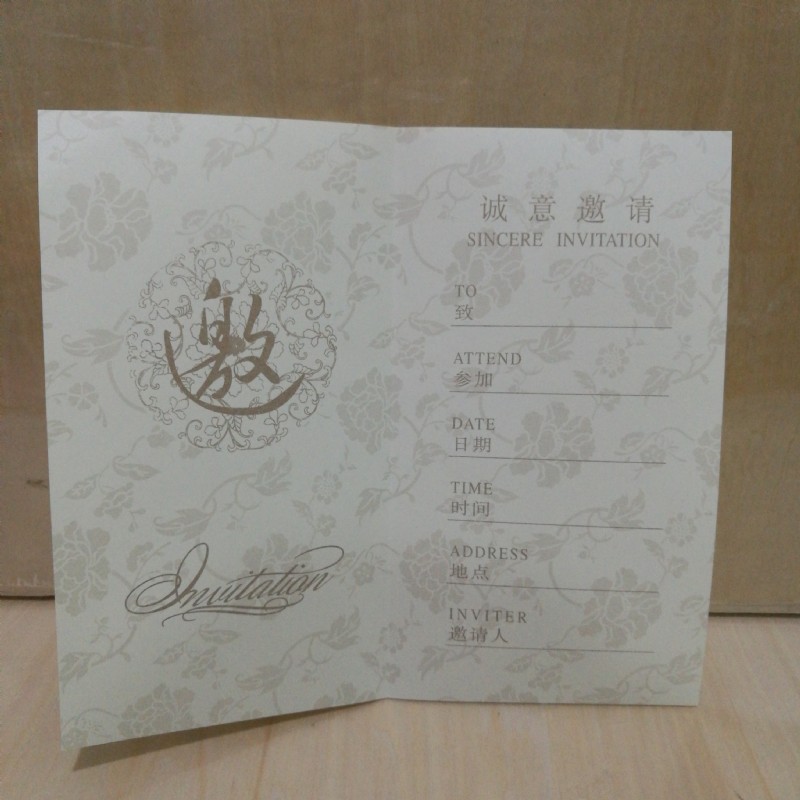 邀
Invitation
诚意邀请
SINCERE INVITATION
TO
致
ATTEND
参加
DATE
日期
TIME
时间
ADDRESS
地点
INVITER
邀请人